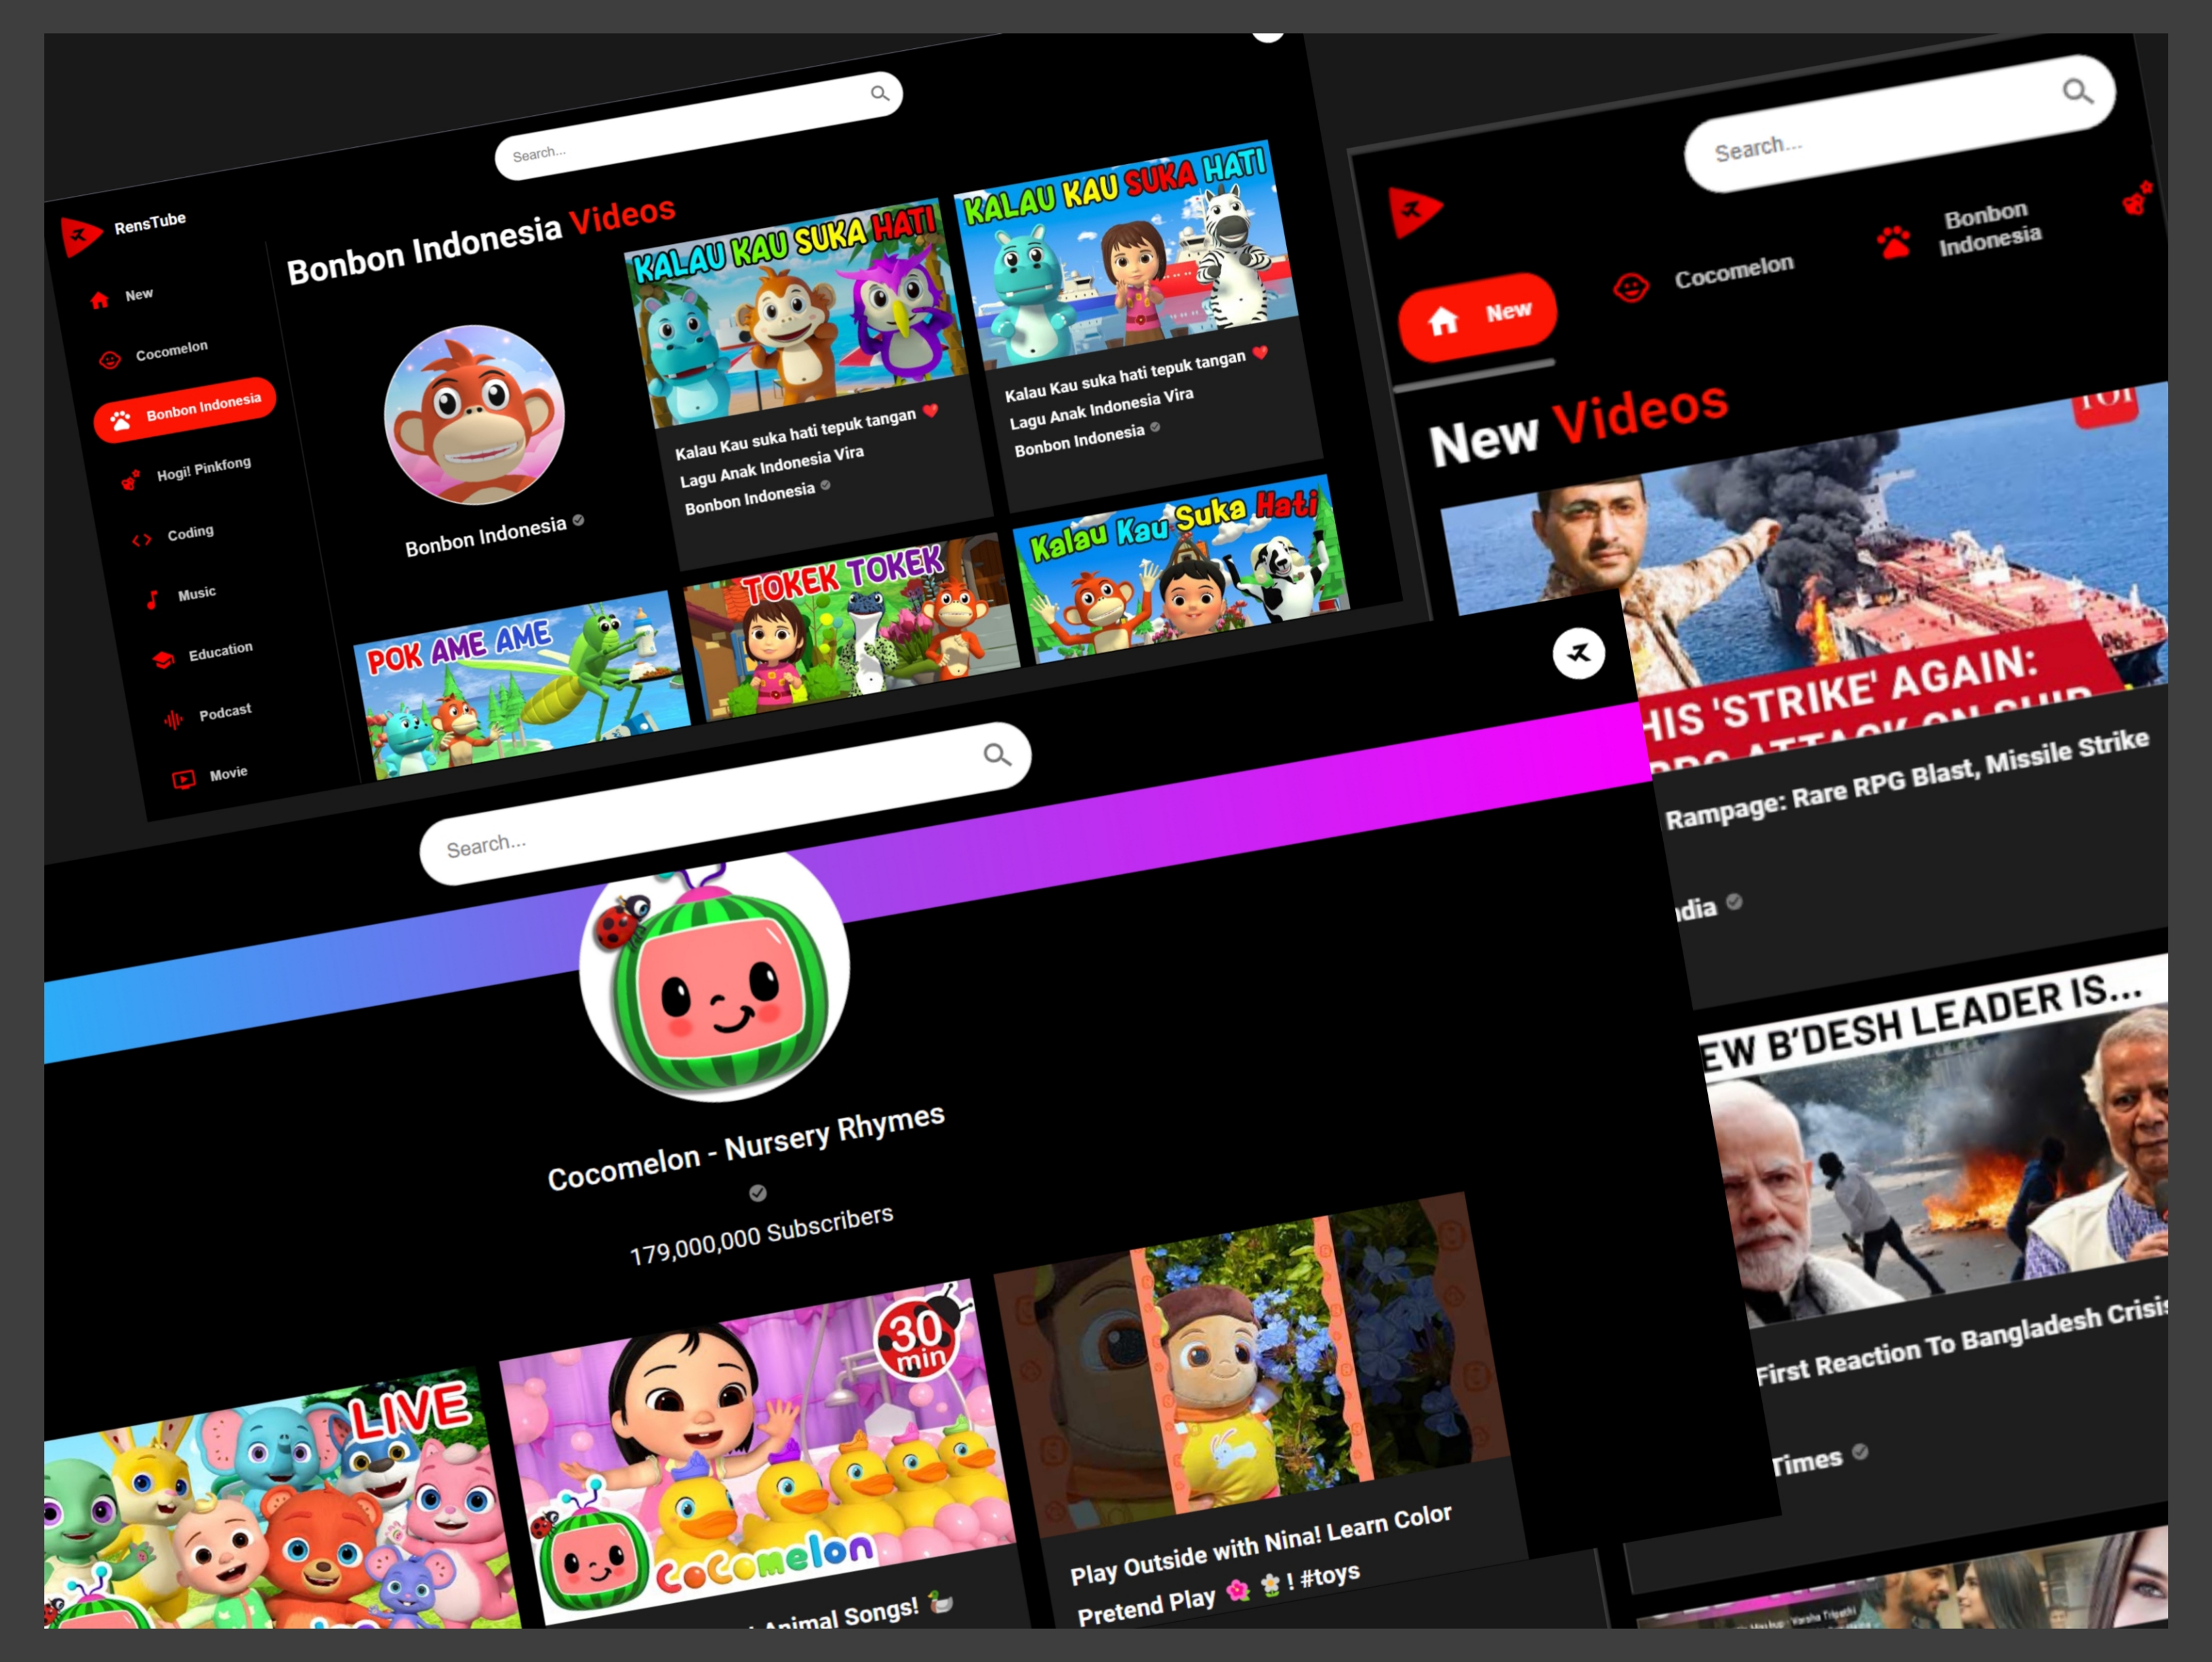 Search...
RensTube
New
Cocomelon
Bonbon Indonesia
Hogi! Pinkfong
Coding
Music
Education
Podcast
Movie
Bonbon Indonesia Videos
Bonbon Indonesia
KALAU KAU SUKA HATI
Kalau Kau suka hati tepuk tangan ❤️
Lagu Anak Indonesia Vira
Bonbon Indonesia
KALAU KAU SUKA HATI
Kalau Kau suka hati tepuk tangan ❤️
Lagu Anak Indonesia Vira
Bonbon Indonesia
POK AME AME
TOKEK TOKEK
Kalau Kau Suka Hati
Search...
New
Cocomelon
Bonbon
Indonesia
New Videos
TOI
'STRIKE' AGAIN:
ATTACK ON SHIP
Rampage: Rare RPG Blast, Missile Strike
B'DESH LEADER IS...
First Reaction To Bangladesh Crisis
Times
Search...
Cocomelon - Nursery Rhymes
179,000,000 Subscribers
LIVE
30
min
CoComelon
Animal Songs! 🦆
Play Outside with Nina! Learn Color
Pretend Play 🌺 🌼! #toys